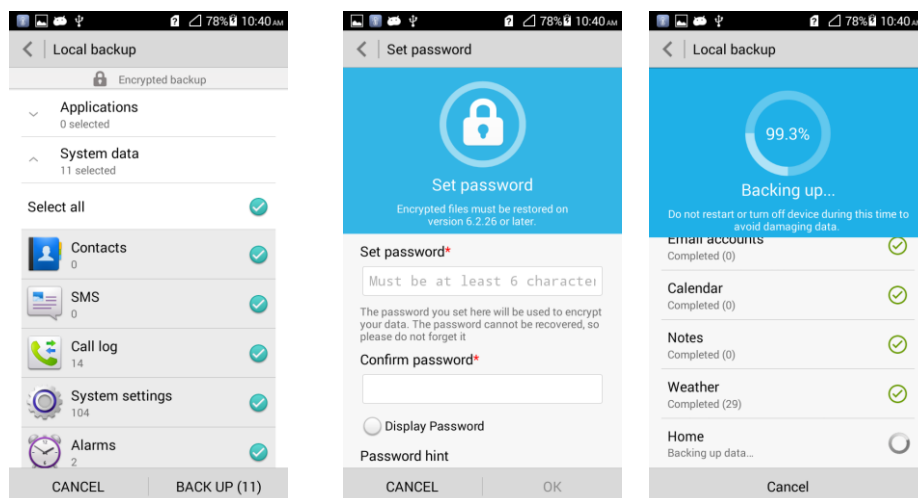 78% 10:40 AM
Local backup
Encrypted backup
Applications
0 selected
System data
11 selected
Select all
Contacts
0
SMS
0
Call log
14
System settings
104
Alarms
2
CANCEL
BACK UP (11)
78% 10:40 AM
Set password
Set password
Encrypted files must be restored on
version 6.2.26 or later.
Set password*
Must be at least 6 character
The password you set here will be used to encrypt
your data. The password cannot be recovered, so
please do not forget it
Confirm password*
Display Password
Password hint
CANCEL
OK
78% 10:40 A
Local backup
99.3%
Backing up...
Do not restart or turn off device during this time to
avoid damaging data.
Email accounts
Completed (0)
Calendar
Completed (0)
Notes
Completed (0)
Weather
Completed (29)
Home
Backing up data...
Cancel